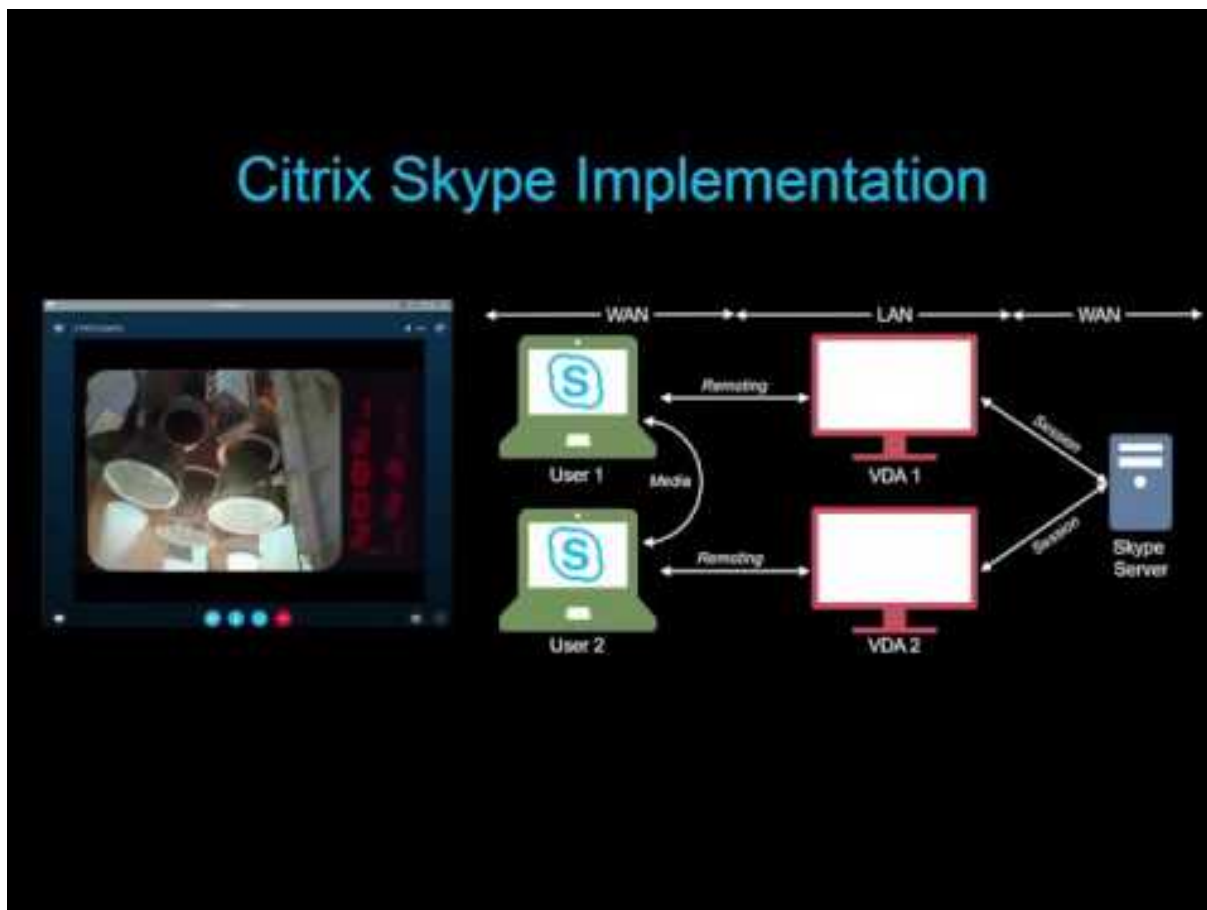 Citrix Skype Implementation
WAN LAN WAN
S
Remoting
Session
User 1
Media
VDA 1
S
Remoting
Session
Skype
Server
User 2
VDA 2